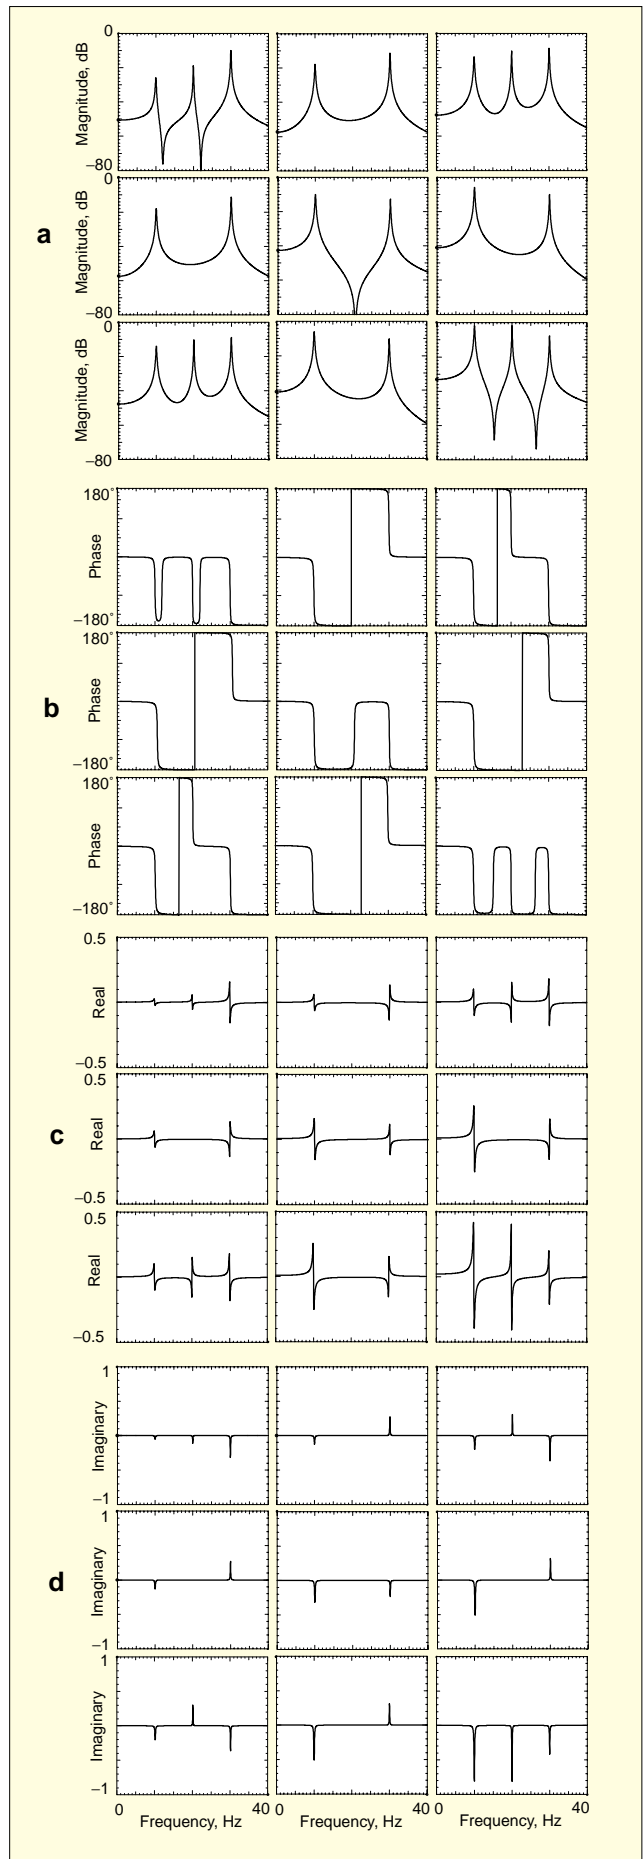 0
Magnitude, dB
−80
0
a
Magnitude, dB
−80
0
Magnitude, dB
−80
180˚
Phase
−180˚
180˚
b
Phase
−180˚
180˚
Phase
−180˚
0.5
Real
−0.5
0.5
c
Real
−0.5
0.5
Real
−0.5
1
Imaginary
−1
1
d
Imaginary
−1
1
Imaginary
−1
0 40 0 40 0 40
Frequency, Hz Frequency, Hz Frequency, Hz